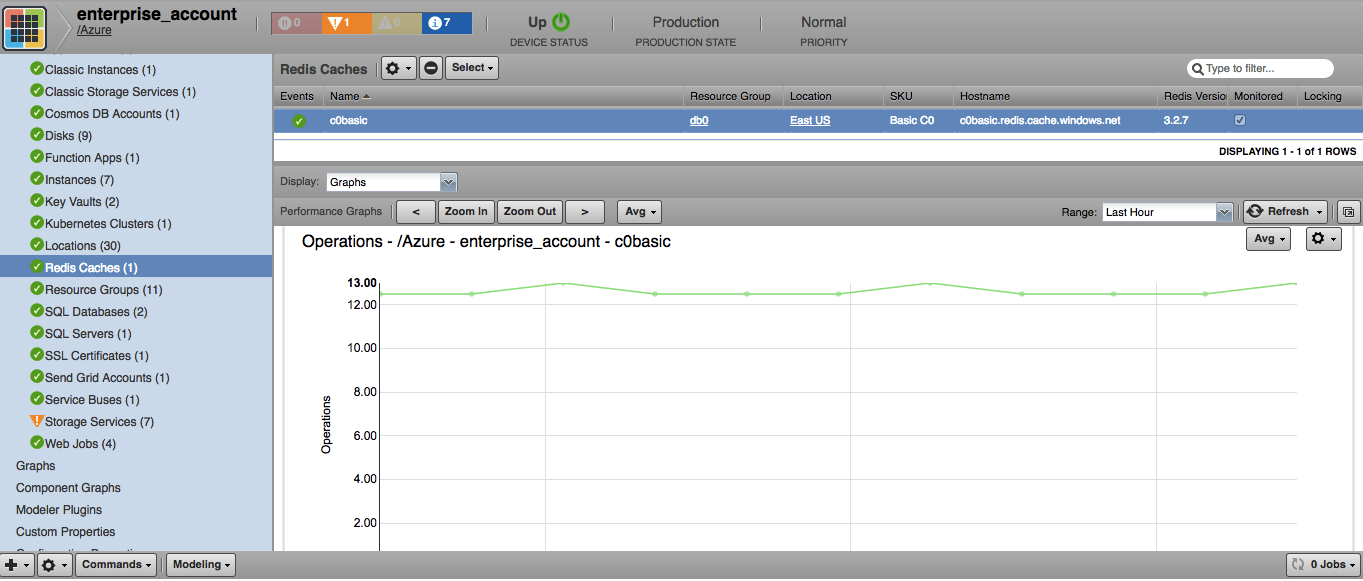 enterprise_account
/Azure
0 1 0 7
Up
DEVICE STATUS
Production
PRODUCTION STATE
Normal
PRIORITY
Classic Instances (1)
Classic Storage Services (1)
Cosmos DB Accounts (1)
Disks (9)
Function Apps (1)
Instances (7)
Key Vaults (2)
Kubernetes Clusters (1)
Locations (30)
Redis Caches (1)
Resource Groups (11)
SQL Databases (2)
SQL Servers (1)
SSL Certificates (1)
Send Grid Accounts (1)
Service Buses (1)
Storage Services (7)
Web Jobs (4)
Graphs
Component Graphs
Modeler Plugins
Custom Properties
Redis Caches Select Type to filter...
Events Name Resource Group Location SKU Hostname Redis Versio Monitored Locking
c0basic db0 East US Basic C0 c0basic.redis.cache.windows.net 3.2.7
DISPLAYING 1 - 1 of 1 ROWS
Display: Graphs
Performance Graphs < Zoom In Zoom Out > Avg Range: Last Hour Refresh
Operations - /Azure - enterprise_account - c0basic Avg
13.00
12.00
10.00
8.00
6.00
4.00
2.00
Operations
Commands Modeling 0 Jobs